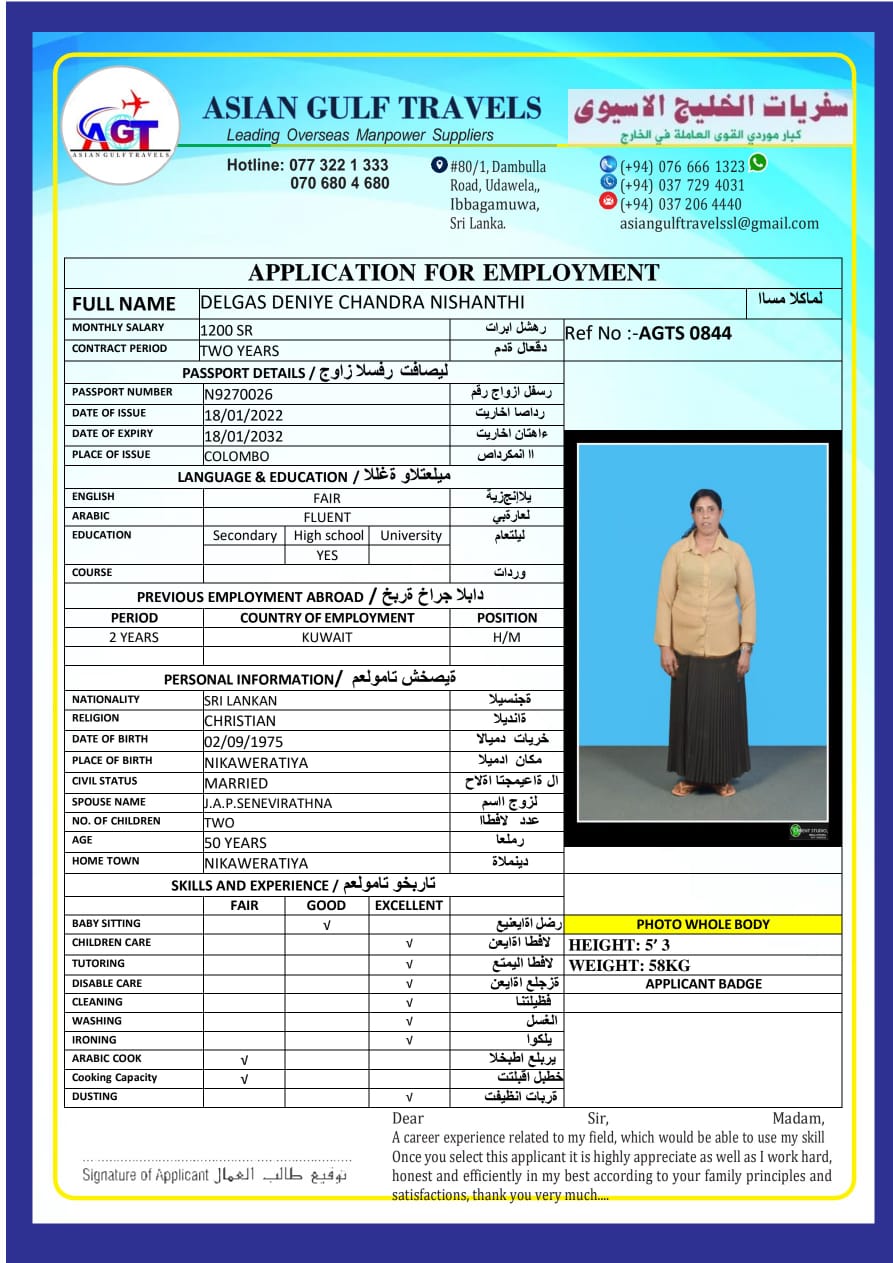 AGT
ASIAN GULF TRAVELS
ASIAN GULF TRAVELS
Leading Overseas Manpower Suppliers
سفريات الخليج الاسيوى
كبار موردي القوى العاملة في الخارج
Hotline: 077 322 1 333
070 680 4 680
#80/1, Dambulla
Road, Udawela,,
Ibbagamuwa,
Sri Lanka.
(+94) 076 666 1323
(+94) 037 729 4031
(+94) 037 206 4440
asiangulftravelssl@gmail.com
APPLICATION FOR EMPLOYMENT
FULL NAME DELGAS DENIYE CHANDRA NISHANTHI لماكلا مساا
MONTHLY SALARY 1200 SR رهشل ابرات
Ref No :-AGTS 0844
CONTRACT PERIOD TWO YEARS دقعال ةدم
PASSPORT DETAILS / ليصافت رفسلا زاوج
PASSPORT NUMBER N9270026 رسفل ازواج رقم
DATE OF ISSUE 18/01/2022 رداصا اخاريت
DATE OF EXPIRY 18/01/2032 ءاهتان اخاريت
PLACE OF ISSUE COLOMBO اا انمكرداص
LANGUAGE & EDUCATION / ميلعتلاو ةغللا
ENGLISH FAIR يلاإنجزية
ARABIC FLUENT لعارةبي
EDUCATION Secondary High school University ليلتعام
YES
COURSE وردات
PREVIOUS EMPLOYMENT ABROAD / دابلا جراخ ةربخ
PERIOD COUNTRY OF EMPLOYMENT POSITION
2 YEARS KUWAIT H/M
PERSONAL INFORMATION/ ةيصخش تامولعم
NATIONALITY SRI LANKAN ةجنسيلا
RELIGION CHRISTIAN ةانديلا
DATE OF BIRTH 02/09/1975 خريات دميالا
PLACE OF BIRTH NIKAWERATIYA مكان ادميلا
CIVIL STATUS MARRIED ال ةاعيمجتا اةلاح
SPOUSE NAME J.A.P.SENEVIRATHNA لزوج ااسم
NO. OF CHILDREN TWO عدد لافطاا
AGE 50 YEARS رملعا
HOME TOWN NIKAWERATIYA دينملاة
SKILLS AND EXPERIENCE / تاربخو تامولعم
FAIR GOOD EXCELLENT
BABY SITTING √ رضل اةايعنيع
PHOTO WHOLE BODY
CHILDREN CARE √ لافطا اةايعن
HEIGHT: 5’ 3
TUTORING √ لافطا اليمتع
WEIGHT: 58KG
DISABLE CARE √ ةزجلع اةايعن
APPLICANT BADGE
CLEANING √ فظيلتنا
WASHING √ الغسل
IRONING √ يلكوا
ARABIC COOK √ يربلع اطبخلا
Cooking Capacity √ خطبل اقبلتت
DUSTING √ ةربات انظيفت
Dear Sir, Madam,
A career experience related to my field, which would be able to use my skill
Once you select this applicant it is highly appreciate as well as I work hard,
honest and efficiently in my best according to your family principles and
satisfactions, thank you very much....
Signature of Applicant توقيع طالب العمال